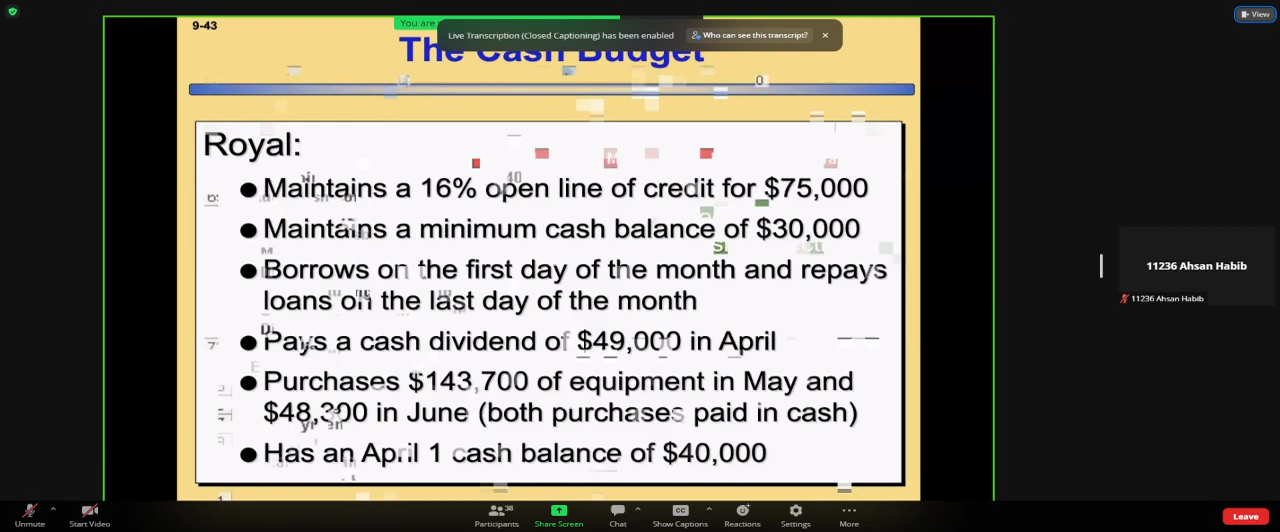 9-43
You are
Live Transcription (Closed Captioning) has been enabled
Who can see this transcript?
View
The Cash Budget
Royal:
● Maintains a 16% open line of credit for $75,000
● Maintains a minimum cash balance of $30,000
● Borrows on the first day of the month and repays
loans on the last day of the month
● Pays a cash dividend of $49,000 in April
● Purchases $143,700 of equipment in May and
$48,300 in June (both purchases paid in cash)
● Has an April 1 cash balance of $40,000
11236 Ahsan Habib
11236 Ahsan Habib
Unmute
Start Video
38
Participants
Share Screen
Chat
CC
Show Captions
Reactions
Settings
More
Leave